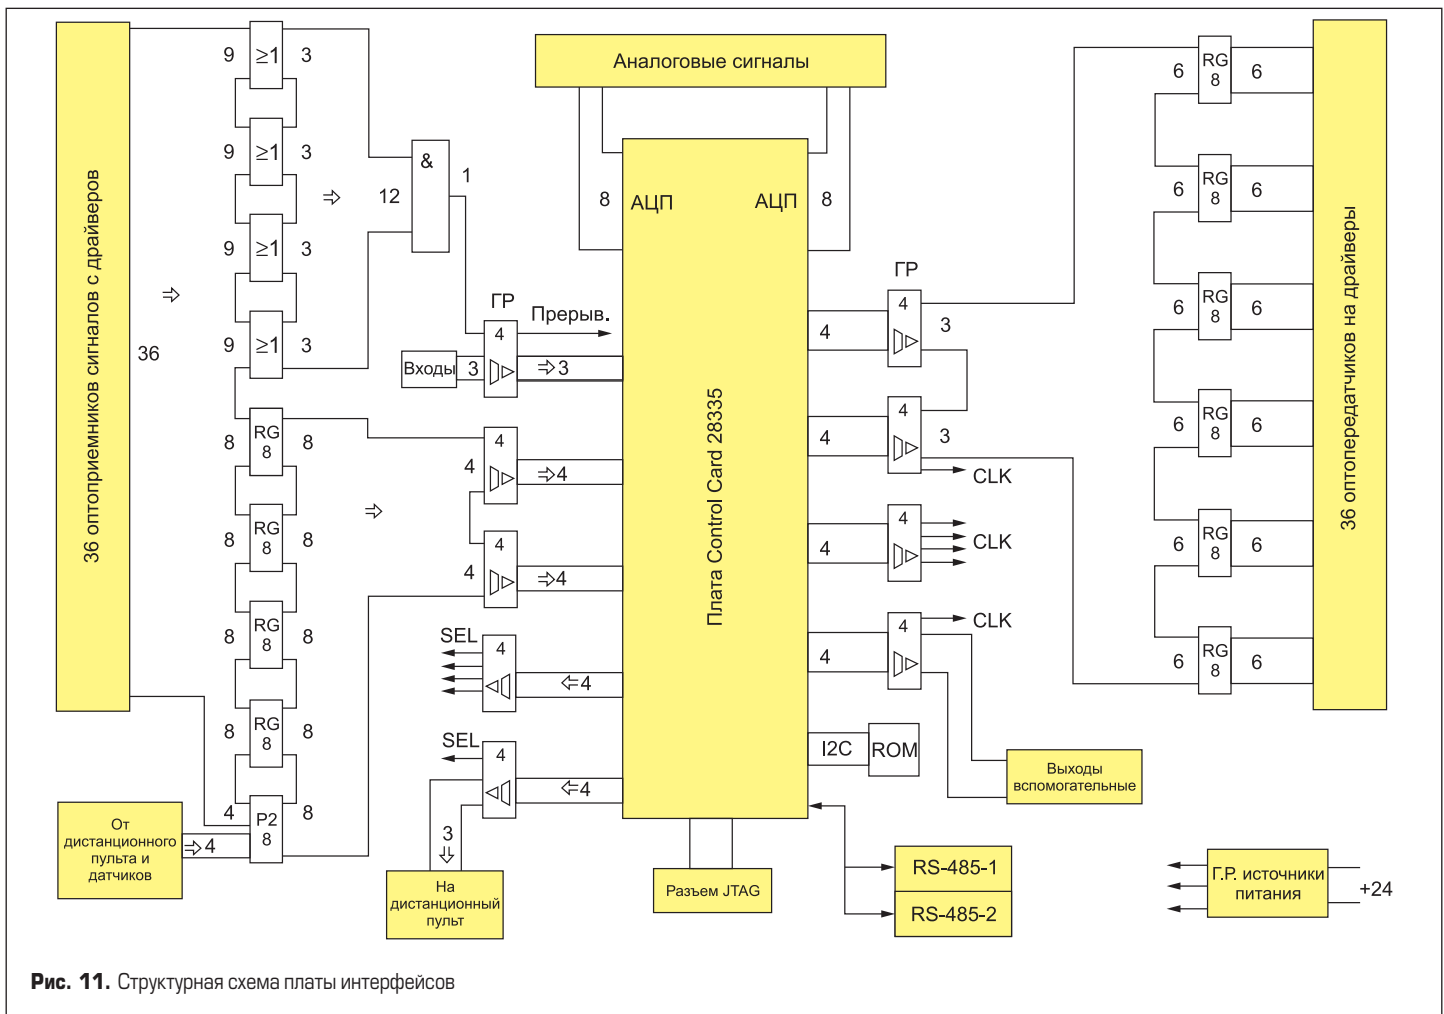 36 оптоприемников сигналов с драйверов
36
9
≥1
3
9
≥1
3
9
≥1
3
9
≥1
3
8
RG
8
8
8
RG
8
8
8
RG
8
8
8
RG
8
8
4
P2
8
8
От
дистанционного
пульта и
датчиков
4
12
&
1
ГР
4
Прерыв.
Входы
3
3
4
4
4
4
4
4
SEL
4
4
SEL
4
4
3
На
дистанционный
пульт
Аналоговые сигналы
8
АЦП
АЦП
8
Плата Control Card 28335
Разъем JTAG
ГР
4
4
3
4
4
3
CLK
4
4
CLK
4
4
CLK
I2C
ROM
Выходы
вспомогательные
RS-485-1
RS-485-2
6
RG
8
6
6
RG
8
6
6
RG
8
6
6
RG
8
6
6
RG
8
6
6
RG
8
6
36 оптопередатчиков на драйверы
Г.Р. источники
питания
+24
Рис. 11. Структурная схема платы интерфейсов